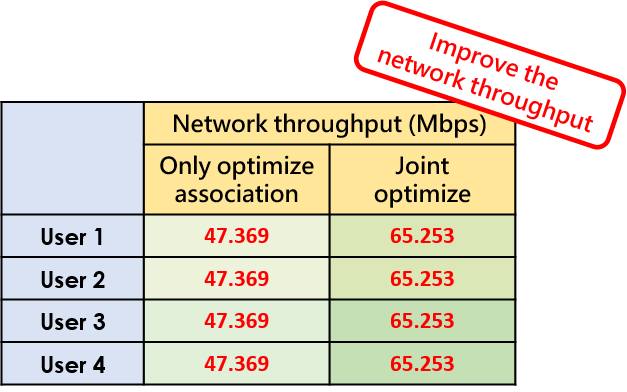 Improve the
network throughput
Network throughput (Mbps)
Only optimize
association
Joint
optimize
User 1 47.369 65.253
User 2 47.369 65.253
User 3 47.369 65.253
User 4 47.369 65.253